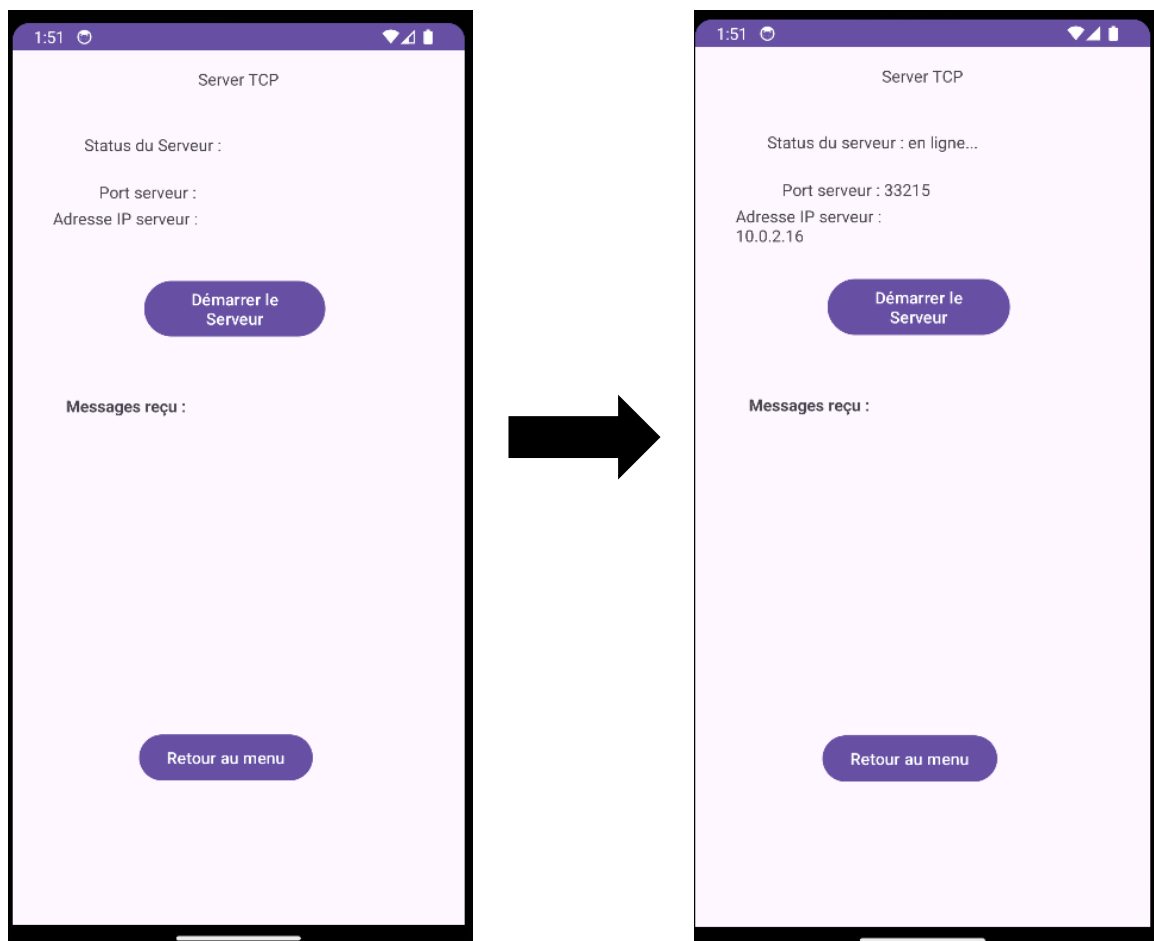 1:51
Server TCP
Status du Serveur :
Port serveur :
Adresse IP serveur :
Démarrer le
Serveur
Messages reçu :
Retour au menu
1:51
Server TCP
Status du serveur : en ligne...
Port serveur : 33215
Adresse IP serveur :
10.0.2.16
Démarrer le
Serveur
Messages reçu :
Retour au menu